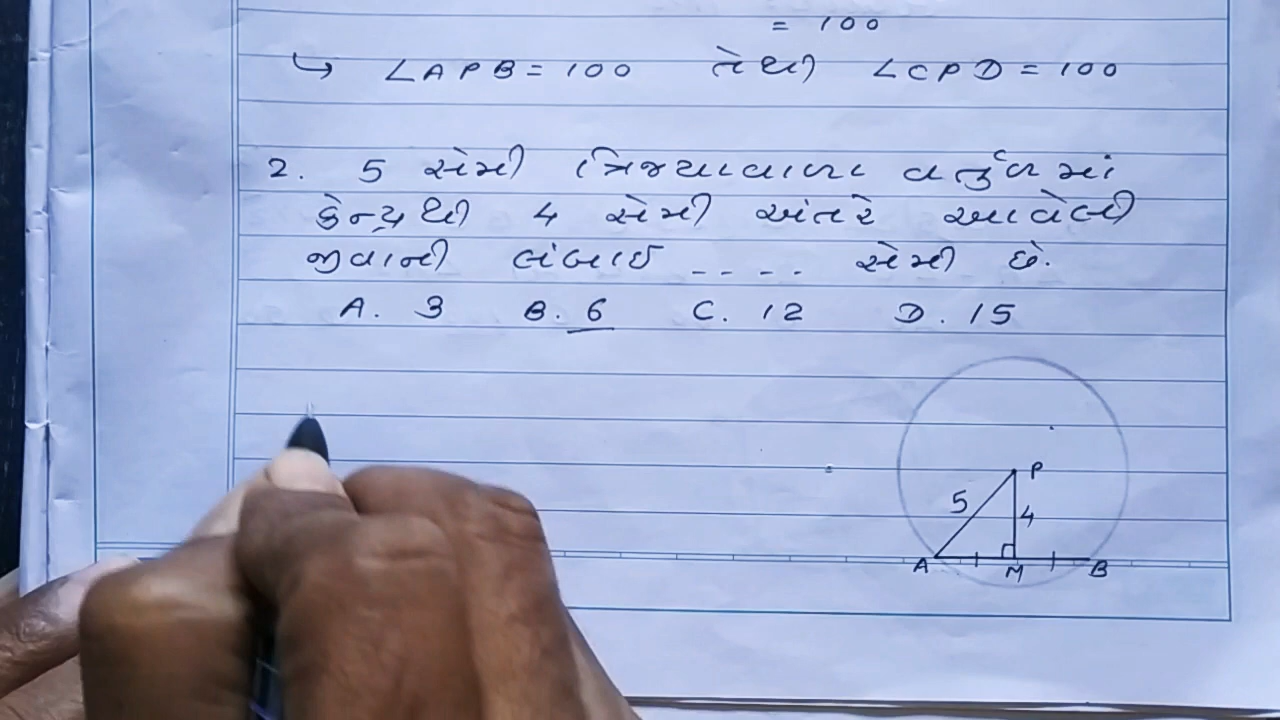 = 100
↳ ∠APB = 100 તેથી ∠CPD = 100
2. 5 સેમી ત્રિજ્યાવાળા વર્તુળમાં
કેન્દ્રથી 4 સેમી અંતરે આવેલી
જીવાની લંબાઈ ---- સેમી છે.
A. 3 B. 6 C. 12 D. 15
P
5
4
A M B